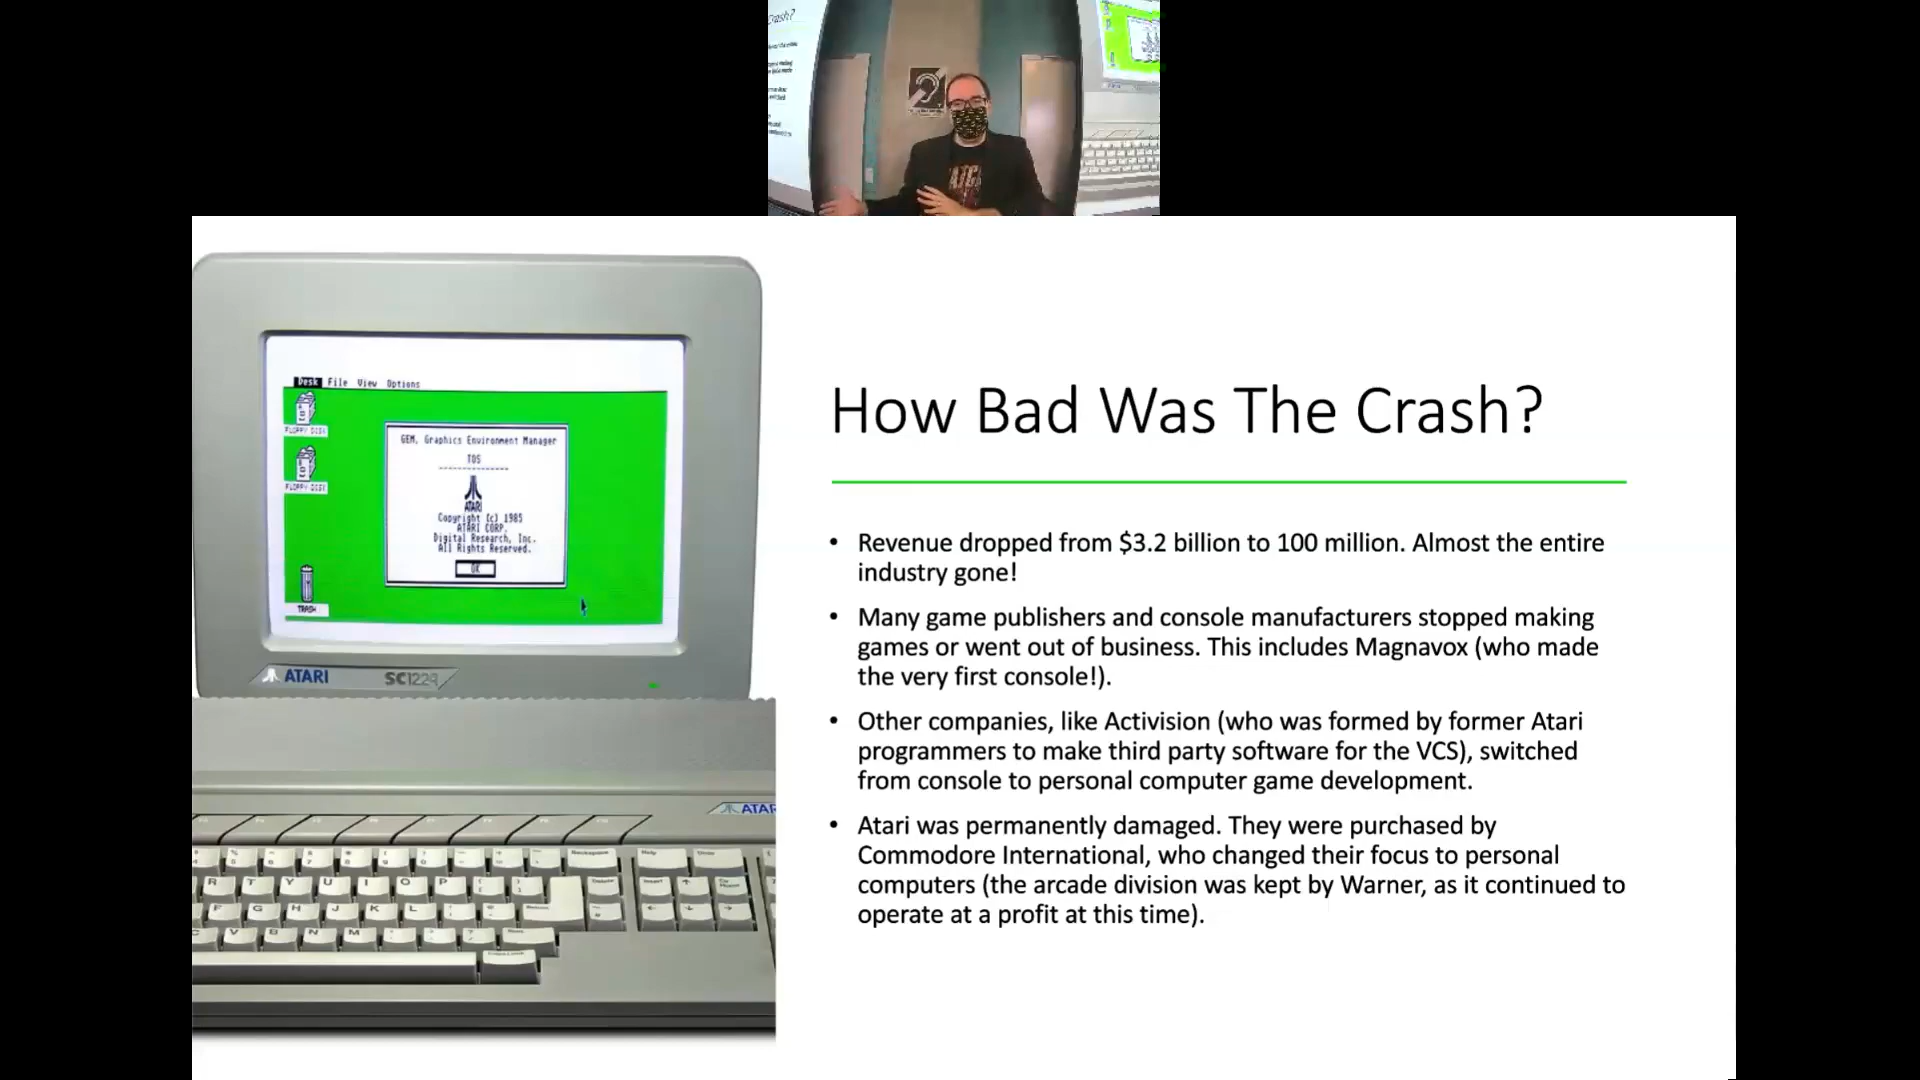 Crash?
How Bad Was The Crash?
• Revenue dropped from $3.2 billion to 100 million. Almost the entire
industry gone!
• Many game publishers and console manufacturers stopped making
games or went out of business. This includes Magnavox (who made
the very first console!).
• Other companies, like Activision (who was formed by former Atari
programmers to make third party software for the VCS), switched
from console to personal computer game development.
• Atari was permanently damaged. They were purchased by
Commodore International, who changed their focus to personal
computers (the arcade division was kept by Warner, as it continued to
operate at a profit at this time).
Desk File View Options
FLOPPY DISK
FLOPPY DISK
TRASH
GEM, Graphics Environment Manager
TOS
ATARI
Copyright (c) 1985
ATARI CORP.
Digital Research, Inc.
All Rights Reserved.
OK
ATARI
ATARI
Backspace
Help
R T Y U I O P
Delete
Insert
F G H J K L
C V B N M